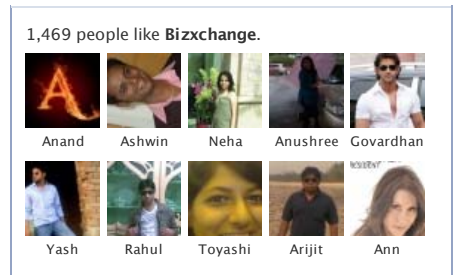 1,469 people like Bizxchange.
A
Anand Ashwin Neha Anushree Govardhan
Yash Rahul Toyashi Arijit Ann